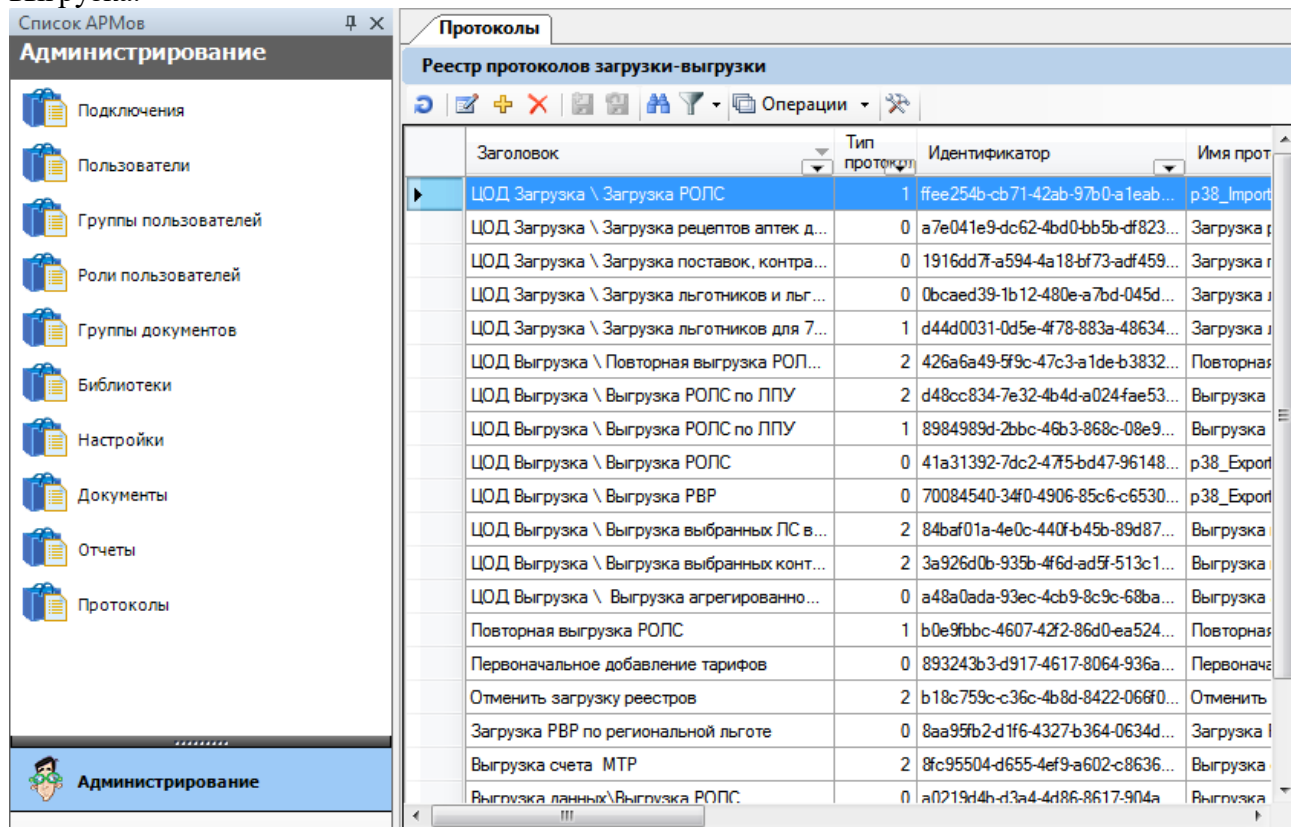 Список АРМов
Администрирование
Подключения
Пользователи
Группы пользователей
Роли пользователей
Группы документов
Библиотеки
Настройки
Документы
Отчеты
Протоколы
Администрирование
Протоколы
Реестр протоколов загрузки-выгрузки
Операции
Заголовок Тип протокол Идентификатор Имя прот
ЦОД Загрузка \ Загрузка РОЛС 1 ffee254b-cb71-42ab-97b0-a1eab... p38_Import
ЦОД Загрузка \ Загрузка рецептов аптек д... 0 a7e041e9-dc62-4bd0-bb5b-df823... Загрузка р
ЦОД Загрузка \ Загрузка поставок, контра... 0 1916dd7f-a594-4a18-bf73-adf459... Загрузка п
ЦОД Загрузка \ Загрузка льготников и льг... 0 0bcaed39-1b12-480e-a7bd-045d... Загрузка л
ЦОД Загрузка \ Загрузка льготников для 7... 1 d44d0031-0d5e-4f78-883a-48634... Загрузка л
ЦОД Выгрузка \ Повторная выгрузка РОЛ... 2 426a6a49-5f9c-47c3-a1de-b3832... Повторная
ЦОД Выгрузка \ Выгрузка РОЛС по ЛПУ 2 d48cc834-7e32-4b4d-a024-fae53... Выгрузка
ЦОД Выгрузка \ Выгрузка РОЛС по ЛПУ 1 8984989d-2bbc-46b3-868c-08e9... Выгрузка
ЦОД Выгрузка \ Выгрузка РОЛС 0 41a31392-7dc2-47f5-bd47-96148... p38_Export
ЦОД Выгрузка \ Выгрузка РВР 0 70084540-34f0-4906-85c6-c6530... p38_Export
ЦОД Выгрузка \ Выгрузка выбранных ЛС в... 2 84baf01a-4e0c-440f-b45b-89d87... Выгрузка
ЦОД Выгрузка \ Выгрузка выбранных конт... 2 3a926d0b-935b-4f6d-ad5f-513c1... Выгрузка
ЦОД Выгрузка \ Выгрузка агрегированно... 0 a48a0ada-93ec-4cb9-8c9c-68ba... Выгрузка
Повторная выгрузка РОЛС 1 b0e9fbbc-4607-42f2-86d0-ea524... Повторная
Первоначальное добавление тарифов 0 893243b3-d917-4617-8064-936a... Первонача
Отменить загрузку реестров 2 b18c759c-c36c-4b8d-8422-066f0... Отменить
Загрузка РВР по региональной льготе 0 8aa95fb2-d1f6-4327-b364-0634d... Загрузка
Выгрузка счета МТР 2 8fc95504-d655-4ef9-a602-c8636... Выгрузка
Выгрузка данных\Выгрузка РОЛС 0 a0219d4b-d3a4-4d86-8617-904a Выгрузка